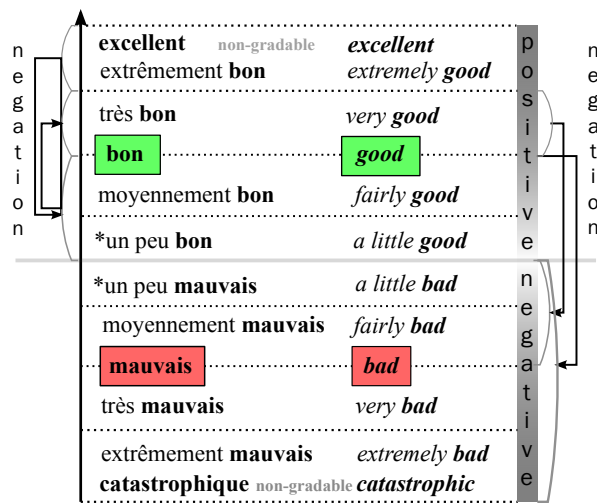 negation
positive
negation
excellent non-gradable excellent
extrêmement bon extremely good
très bon very good
bon good
moyennement bon fairly good
*un peu bon a little good
*un peu mauvais a little bad
negative
moyennement mauvais fairly bad
mauvais bad
très mauvais very bad
extrêmement mauvais extremely bad
catastrophique non-gradable catastrophic